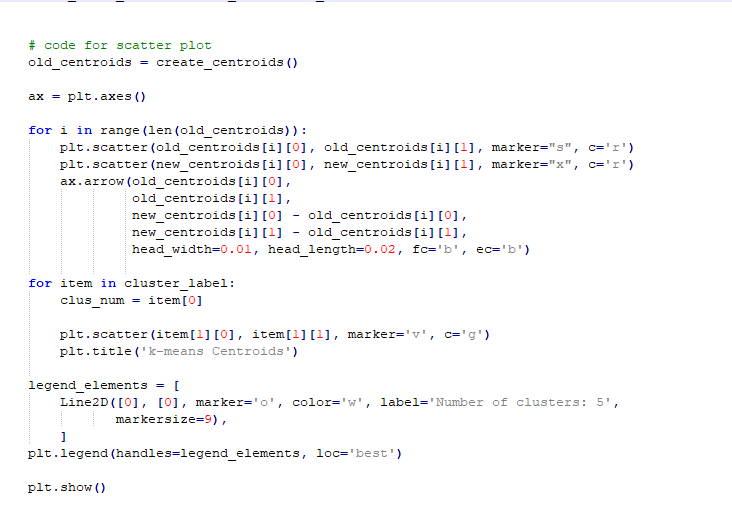 # code for scatter plot
old_centroids = create_centroids()
ax = plt.axes()
for i in range(len(old_centroids)):
plt.scatter(old_centroids[i][0], old_centroids[i][1], marker="s", c='r')
plt.scatter(new_centroids[i][0], new_centroids[i][1], marker="x", c='r')
ax.arrow(old_centroids[i][0],
old_centroids[i][1],
new_centroids[i][0] - old_centroids[i][0],
new_centroids[i][1] - old_centroids[i][1],
head_width=0.01, head_length=0.02, fc='b', ec='b')
for item in cluster_label:
clus_num = item[0]
plt.scatter(item[1][0], item[1][1], marker='v', c='g')
plt.title('k-means Centroids')
legend_elements = [
Line2D([0], [0], marker='o', color='w', label='Number of clusters: 5',
markersize=9),
]
plt.legend(handles=legend_elements, loc='best')
plt.show()